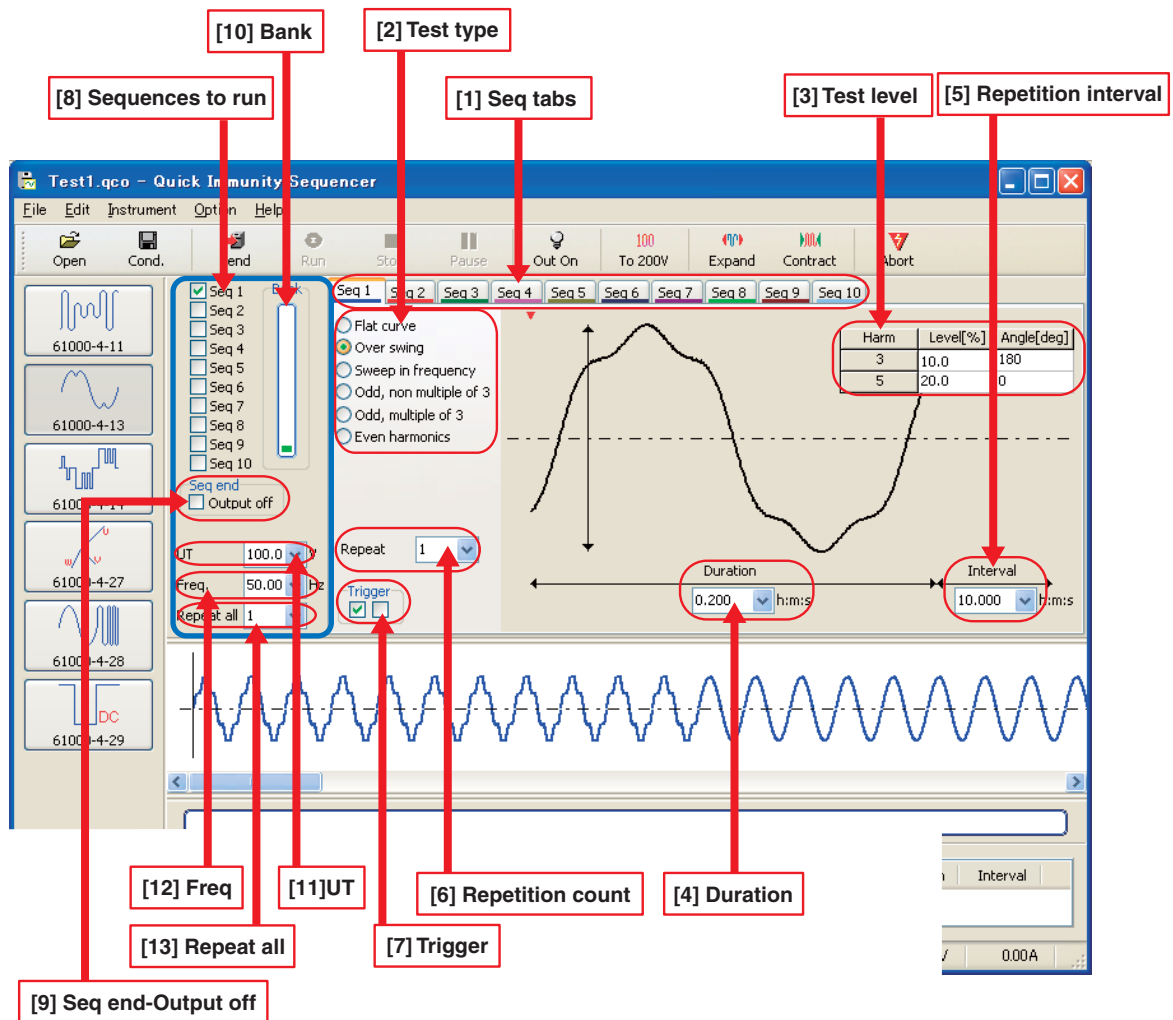 [10] Bank
[2] Test type
[8] Sequences to run
[1] Seq tabs
[3] Test level
[5] Repetition interval
Test1.qco - Quick Immunity Sequencer
File Edit Instrument Option Help
Open Cond. Run Pause Out On 100 To 200V Expand Contract Abort
61000-4-11
61000-4-13
61000-4-14
61000-4-27
61000-4-28
DC
61000-4-29
Seq 1
Seq 2
Seq 3
Seq 4
Seq 5
Seq 6
Seq 7
Seq 8
Seq 9
Seq 10
Bank
Seq end
Output off
UT 100.0 V
Freq. 50.00 Hz
Repeat all 1
Seq 1 Seq 2 Seq 3 Seq 4 Seq 5 Seq 6 Seq 7 Seq 8 Seq 9 Seq 10
Flat curve
Over swing
Sweep in frequency
Odd, non multiple of 3
Odd, multiple of 3
Even harmonics
Repeat 1
Trigger
Harm Level[%] Angle[deg]
3 10.0 180
5 20.0 0
Duration
0.200 h:m:s
Interval
10.000 h:m:s
Interval
0.00A
[12] Freq
[11]UT
[6] Repetition count
[4] Duration
[13] Repeat all
[7] Trigger
[9] Seq end-Output off